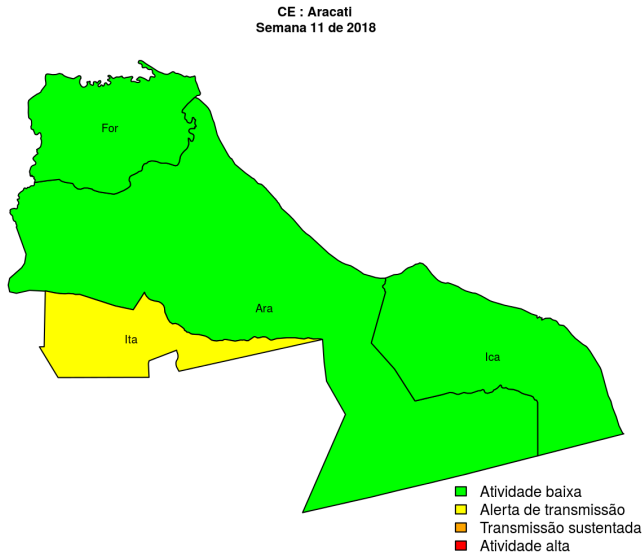 CE : Aracati
Semana 11 de 2018
For
Ara
Ita
Ica
Atividade baixa
Alerta de transmissão
Transmissão sustentada
Atividade alta